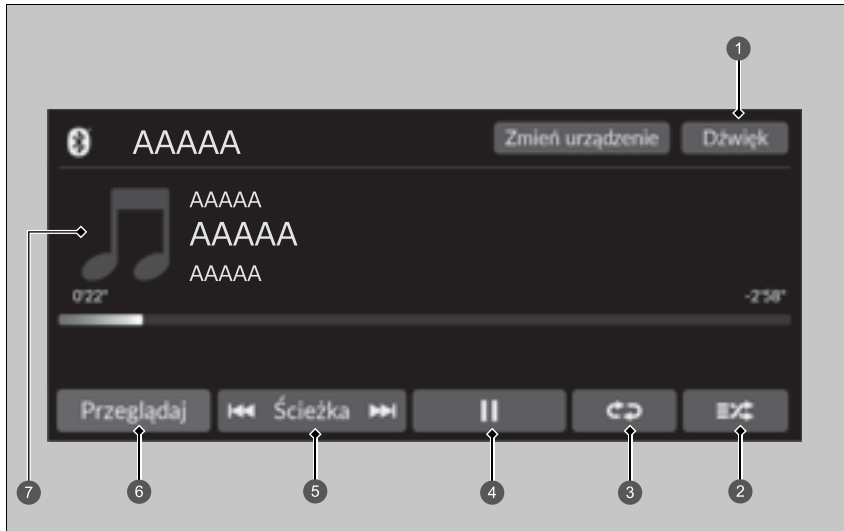 1
AAAAA
Zmień urządzenie
Dźwięk
AAAAA
AAAAA
AAAAA
0'22"
-2'58"
Przeglądaj
Ścieżka
7
6
5
4
3
2